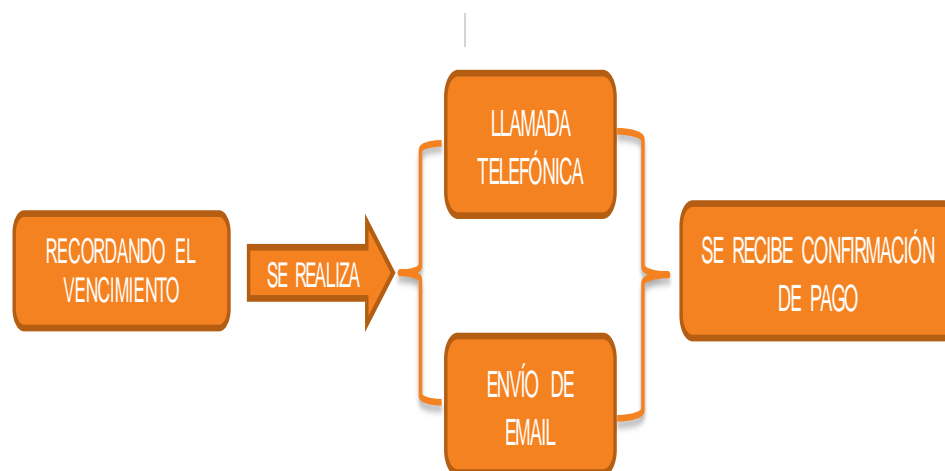 RECORDANDO EL
VENCIMIENTO
SE REALIZA
LLAMADA
TELEFÓNICA
ENVÍO DE
EMAIL
SE RECIBE CONFIRMACIÓN
DE PAGO